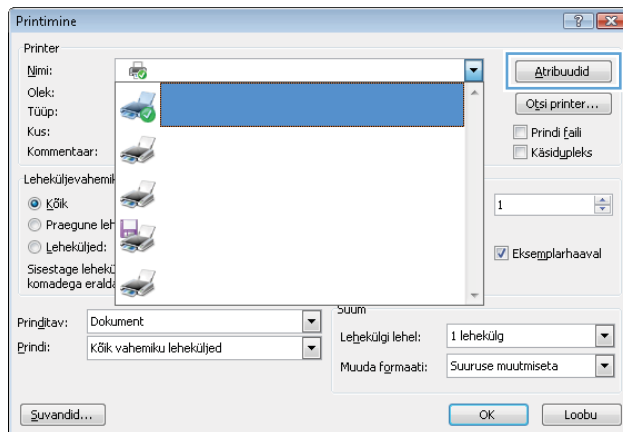 Printimine
Printer
Nimi:
Atribuudid
Olek:
Tüüp:
Otsi printer...
Kus:
Prindi faili
Kommentaar:
Käsidupleks
Leheküljevahemik
Kõik
1
Praegune leh
Leheküljed:
Eksemplarhaaval
Sisestage lehekü
komadega eralda
Suum
Prinditav: Dokument
Lehekülgi lehel: 1 lehekülg
Prindi: Kõik vahemiku leheküljed
Muuda formaati: Suuruse muutmiseta
Suvandid...
OK
Loobu